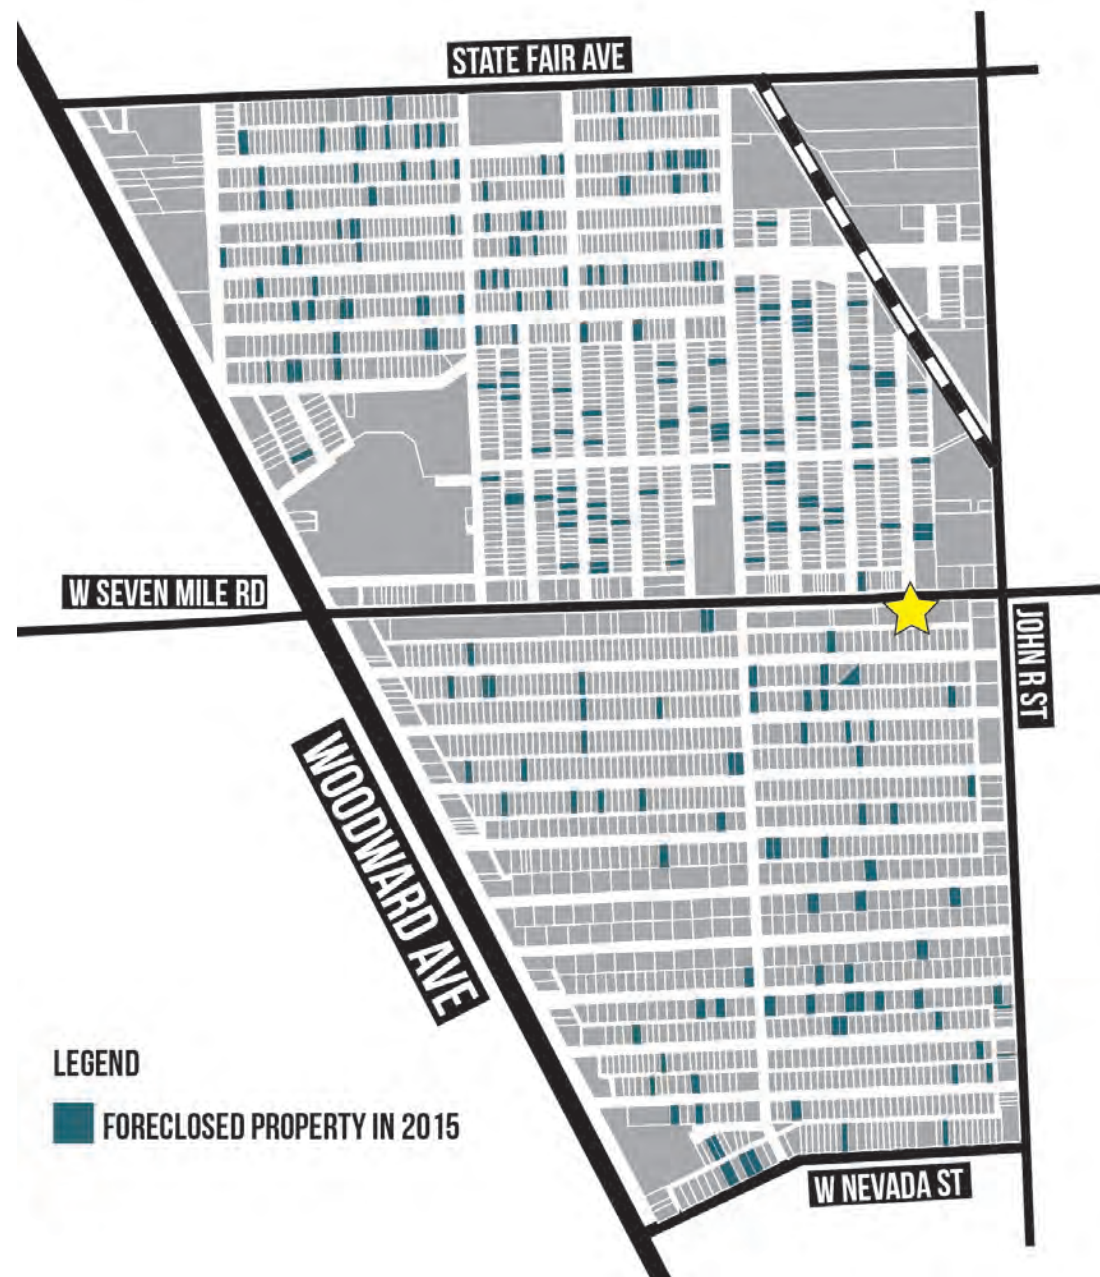 STATE FAIR AVE
W SEVEN MILE RD
JOHN R ST
WOODWARD AVE
LEGEND
FORECLOSED PROPERTY IN 2015
W NEVADA ST